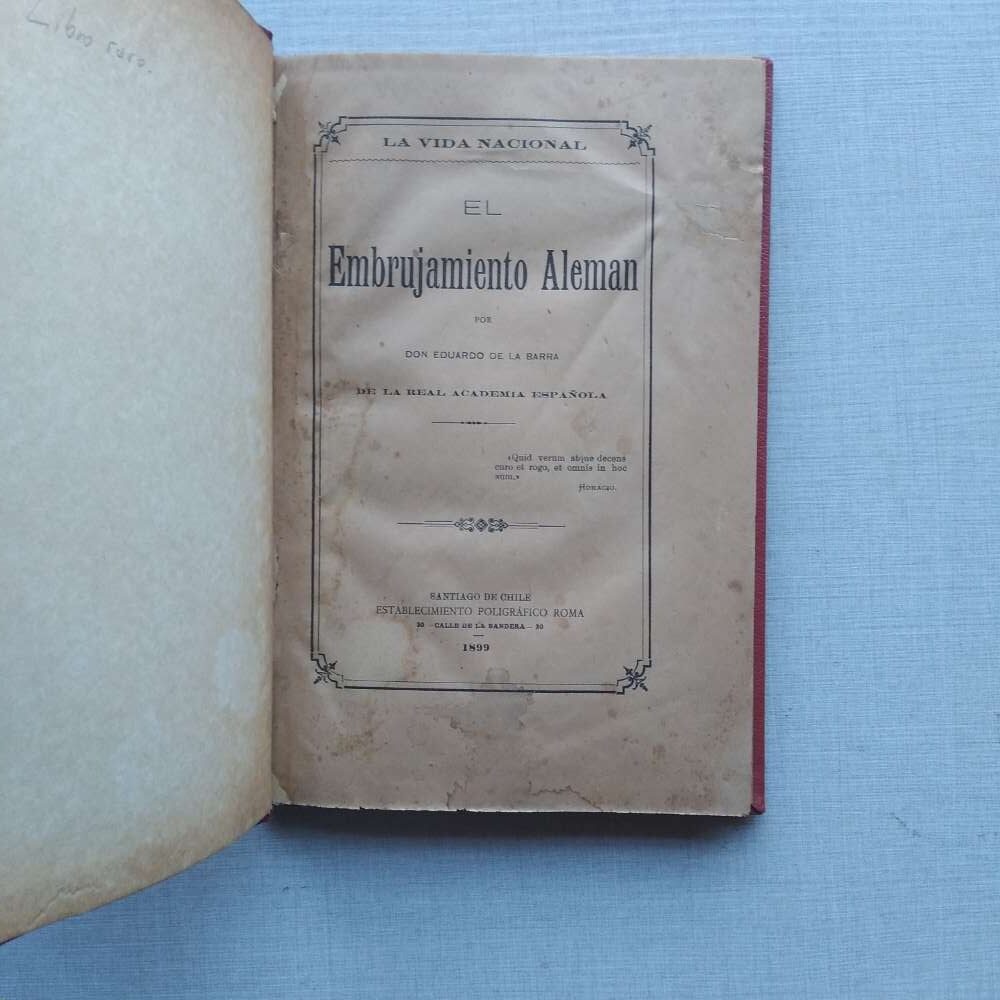 Libro raro.
LA VIDA NACIONAL
EL
Embrujamiento Aleman
POR
DON EDUARDO DE LA BARRA
DE LA REAL ACADEMIA ESPAÑOLA
«Quid verum atque decens
curo et rogo, et omnis in hoc
sum.»
HORACIO.
SANTIAGO DE CHILE
ESTABLECIMIENTO POLIGRÁFICO ROMA
30 —CALLE DE LA BANDERA— 30
1899